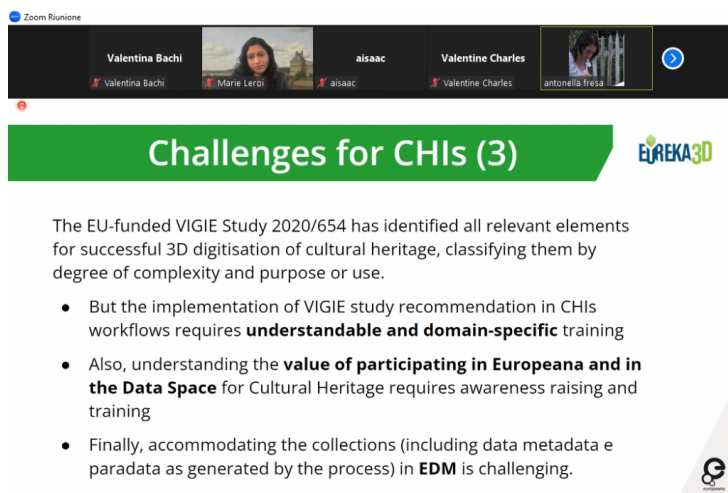 Zoom Riunione
Valentina Bachi
aisaac
Valentine Charles
Valentina Bachi
Marie Leroi
aisaac
Valentine Charles
antonella fresa
Challenges for CHIs (3)
EUREKA3D
The EU-funded VIGIE Study 2020/654 has identified all relevant elements
for successful 3D digitisation of cultural heritage, classifying them by
degree of complexity and purpose or use.
● But the implementation of VIGIE study recommendation in CHIs
workflows requires understandable and domain-specific training
● Also, understanding the value of participating in Europeana and in
the Data Space for Cultural Heritage requires awareness raising and
training
● Finally, accommodating the collections (including data metadata e
paradata as generated by the process) in EDM is challenging.
europeana